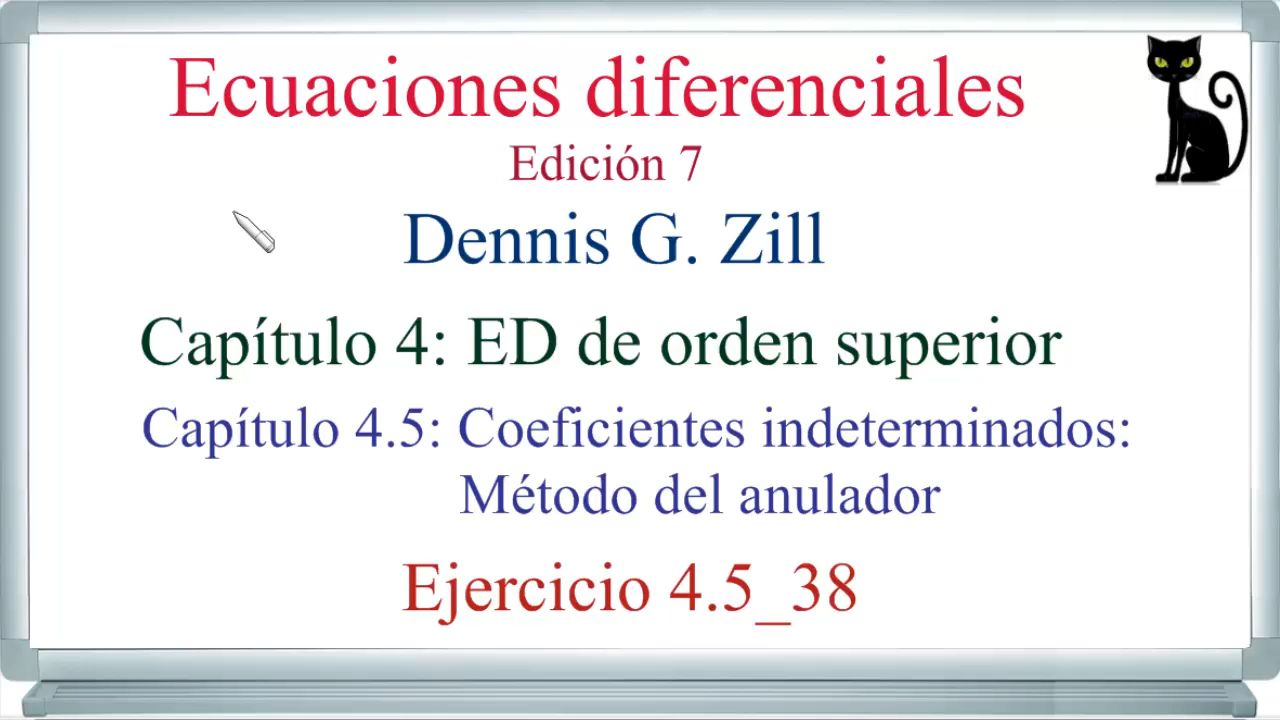 Ecuaciones diferenciales
Edición 7
Dennis G. Zill
Capítulo 4: ED de orden superior
Capítulo 4.5: Coeficientes indeterminados:
Método del anulador
Ejercicio 4.5_38